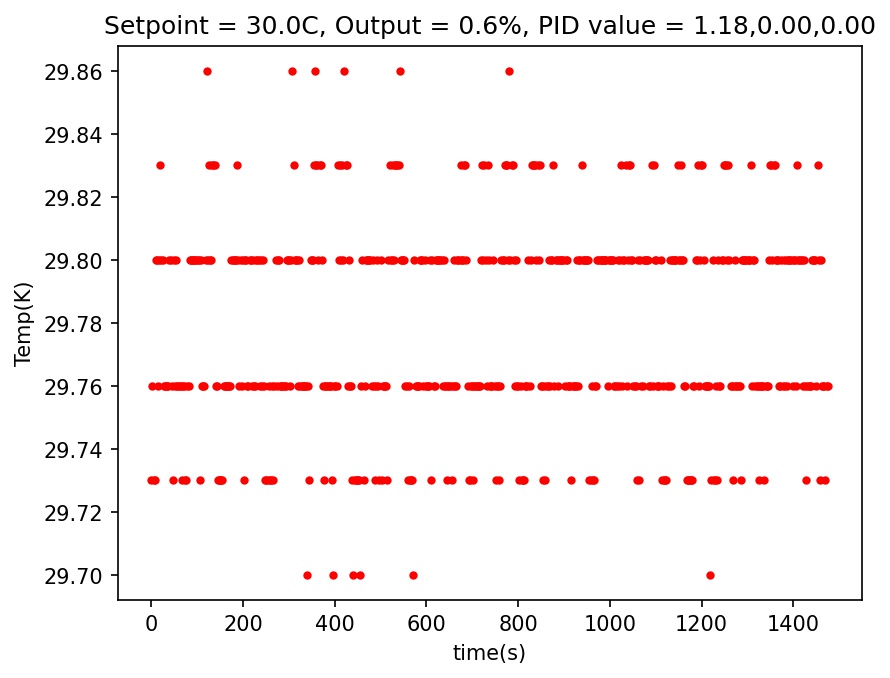 Setpoint = 30.0C, Output = 0.6%, PID value = 1.18,0.00,0.00
29.86
29.84
29.82
29.80
29.78
29.76
29.74
29.72
29.70
Temp(K)
0 200 400 600 800 1000 1200 1400
time(s)